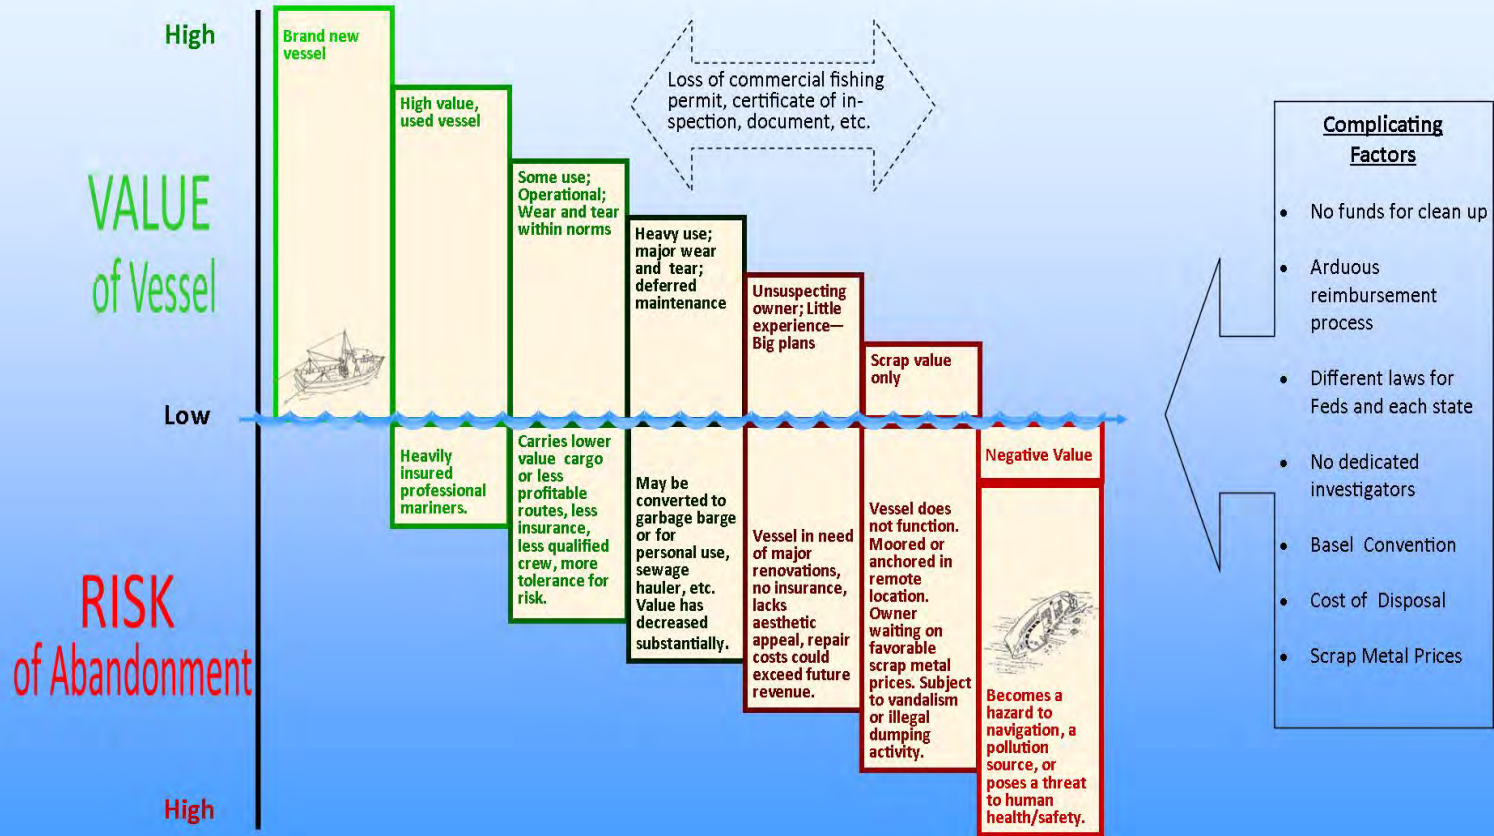 High
VALUE
of Vessel
Low
RISK
of Abandonment
High
Brand new
vessel
High value,
used vessel
Some use;
Operational;
Wear and tear
within norms
Heavy use;
major wear
and tear;
deferred
maintenance
Unsuspecting
owner; Little
experience—
Big plans
Scrap value
only
Negative Value
Heavily
insured
professional
mariners.
Carries lower
value cargo
or less
profitable
routes, less
insurance,
less qualified
crew, more
tolerance for
risk.
May be
converted to
garbage barge
or for
personal use,
sewage
hauler, etc.
Value has
decreased
substantially.
Vessel in need
of major
renovations,
no insurance,
lacks
aesthetic
appeal, repair
costs could
exceed future
revenue.
Vessel does
not function.
Moored or
anchored in
remote
location.
Owner
waiting on
favorable
scrap metal
prices. Subject
to vandalism
or illegal
dumping
activity.
Becomes a
hazard to
navigation, a
pollution
source, or
poses a threat
to human
health/safety.
Loss of commercial fishing
permit, certificate of in-
spection, document, etc.
Complicating
Factors
• No funds for clean up
• Arduous
reimbursement
process
• Different laws for
Feds and each state
• No dedicated
investigators
• Basel Convention
• Cost of Disposal
• Scrap Metal Prices